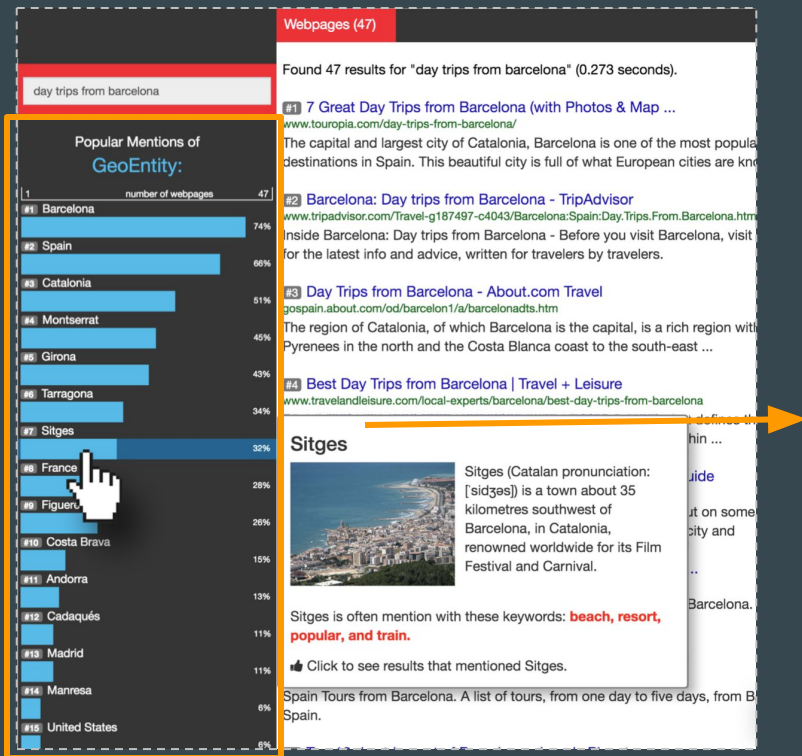 Webpages (47)
day trips from barcelona
Popular Mentions of
GeoEntity:
1 number of webpages 47
#1 Barcelona
74%
#2 Spain
66%
#3 Catalonia
51%
#4 Montserrat
45%
#5 Girona
43%
#6 Tarragona
34%
#7 Sitges
32%
#8 France
28%
#9
26%
#10 Costa Brava
15%
#11 Andorra
13%
#12 Cadaqués
11%
#13 Madrid
11%
#14 Manresa
6%
#15 United States
6%
Found 47 results for "day trips from barcelona" (0.273 seconds).
#1 7 Great Day Trips from Barcelona (with Photos & Map ...
www.touropia.com/day-trips-from-barcelona/
The capital and largest city of Catalonia, Barcelona is one of the most popula
destinations in Spain. This beautiful city is full of what European cities are kno
#2 Barcelona: Day trips from Barcelona - TripAdvisor
www.tripadvisor.com/Travel-g187497-c4043/Barcelona:Spain:Day.Trips.From.Barcelona.htm
Inside Barcelona: Day trips from Barcelona - Before you visit Barcelona, visit
for the latest info and advice, written for travelers by travelers.
#3 Day Trips from Barcelona - About.com Travel
gospain.about.com/od/barcelon1/a/barcelonadts.htm
The region of Catalonia, of which Barcelona is the capital, is a rich region with
Pyrenees in the north and the Costa Blanca coast to the south-east ...
#4 Best Day Trips from Barcelona | Travel + Leisure
www.travelandleisure.com/local-experts/barcelona/best-day-trips-from-barcelona
hin ...
uide
ut on some
city and
..
Barcelona.
Sitges
Sitges (Catalan pronunciation:
[ˈsidʒəs]) is a town about 35
kilometres southwest of
Barcelona, in Catalonia,
renowned worldwide for its Film
Festival and Carnival.
Sitges is often mention with these keywords: beach, resort,
popular, and train.
Click to see results that mentioned Sitges.
Spain Tours from Barcelona. A list of tours, from one day to five days, from B
Spain.